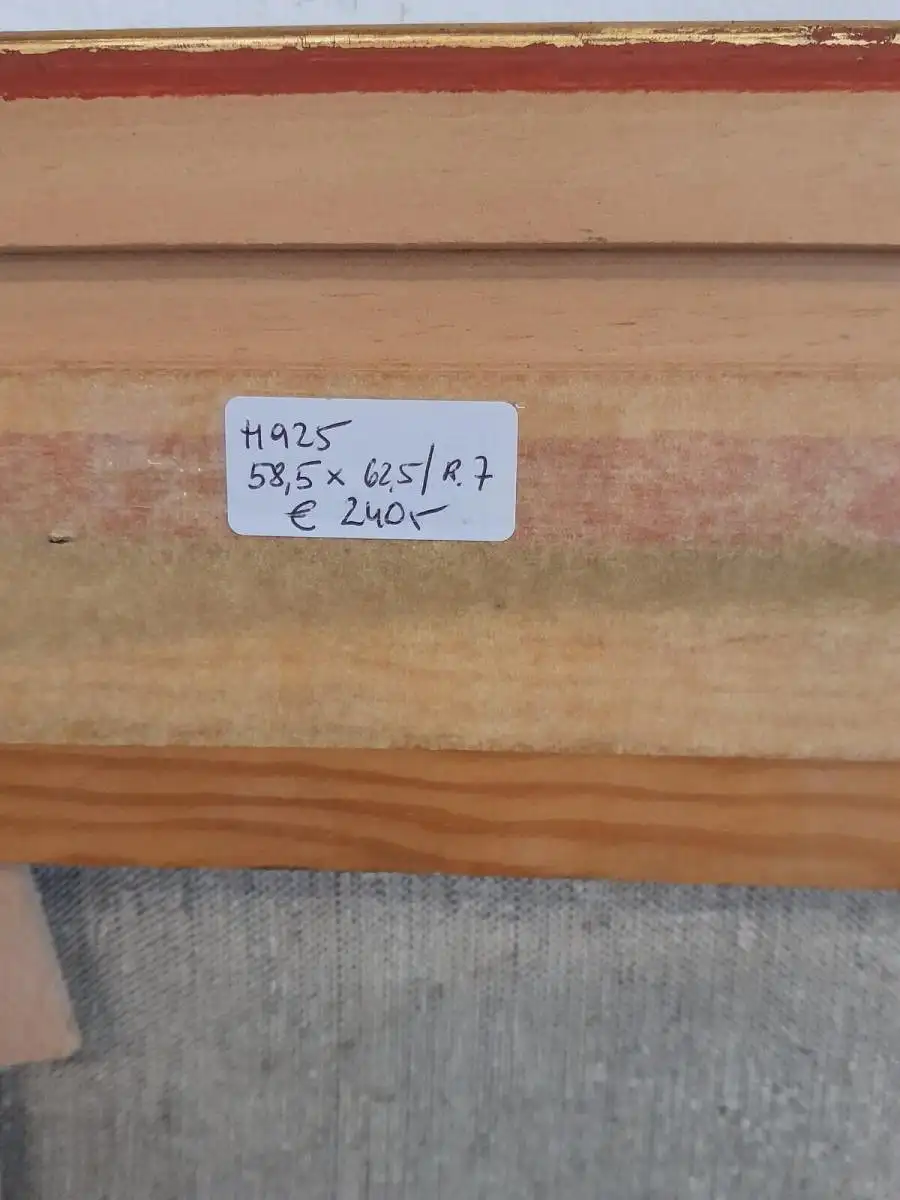 H925
58,5 x 62,5 / R. 7
€ 240,-